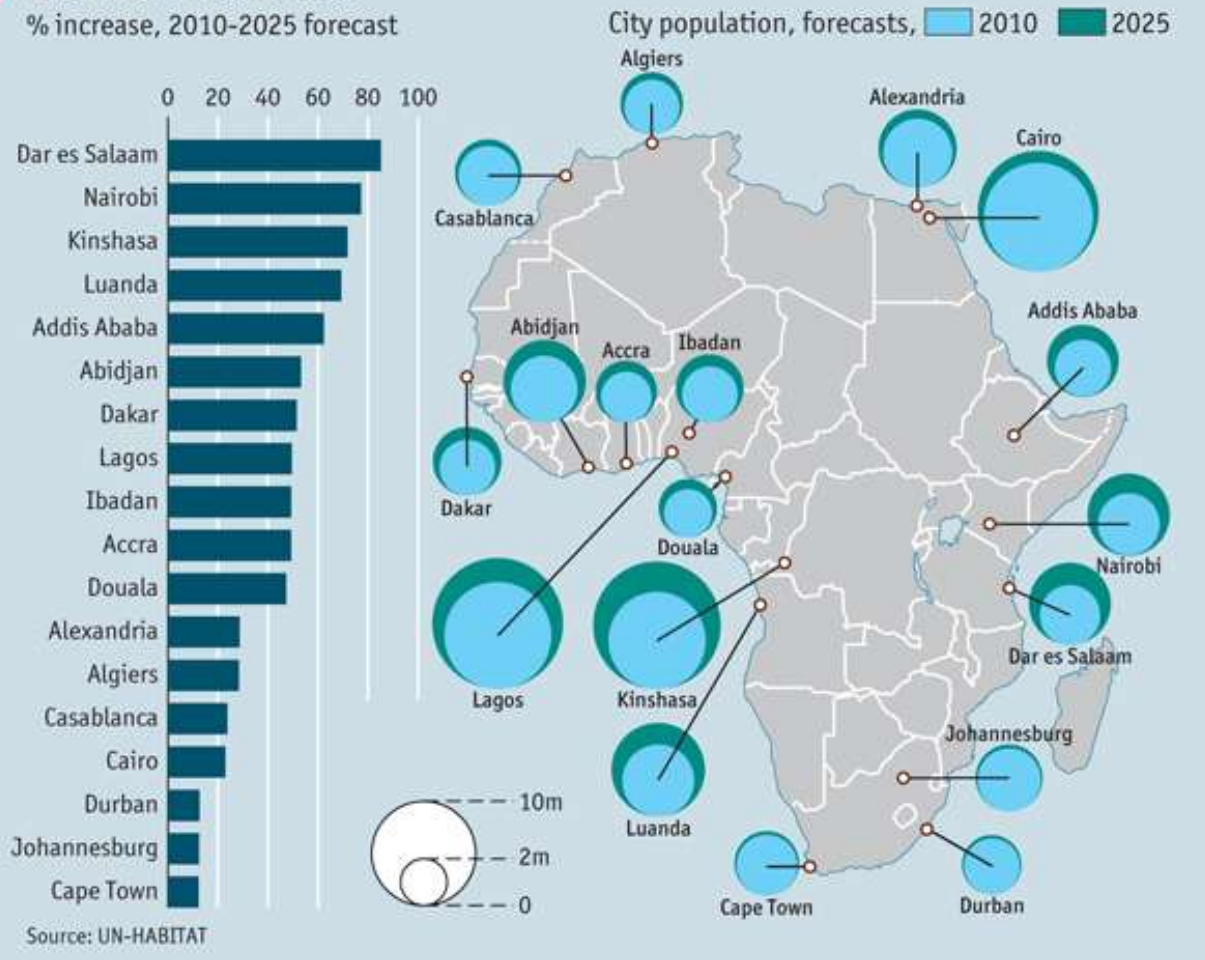 % increase, 2010-2025 forecast
0 20 40 60 80 100
Dar es Salaam
Nairobi
Kinshasa
Luanda
Addis Ababa
Abidjan
Dakar
Lagos
Ibadan
Accra
Douala
Alexandria
Algiers
Casablanca
Cairo
Durban
Johannesburg
Cape Town
Source: UN-HABITAT
City population, forecasts, 2010 2025
Algiers
Alexandria
Cairo
Casablanca
Addis Ababa
Abidjan
Accra
Ibadan
Dakar
Douala
Nairobi
Dar es Salaam
Lagos
Kinshasa
Johannesburg
Luanda
Cape Town
Durban
10m
2m
0